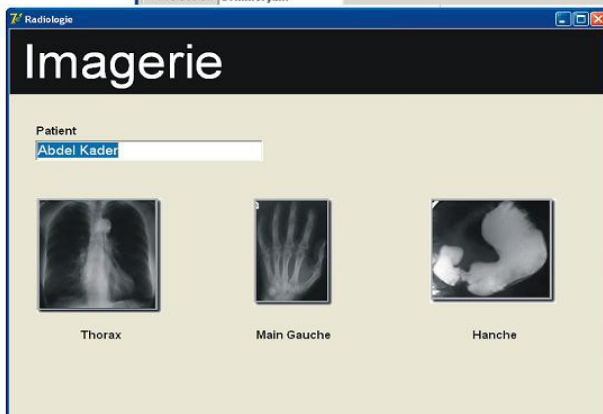 Radiologie
Imagerie
Patient
Abdel Kader
Thorax
Main Gauche
Hanche